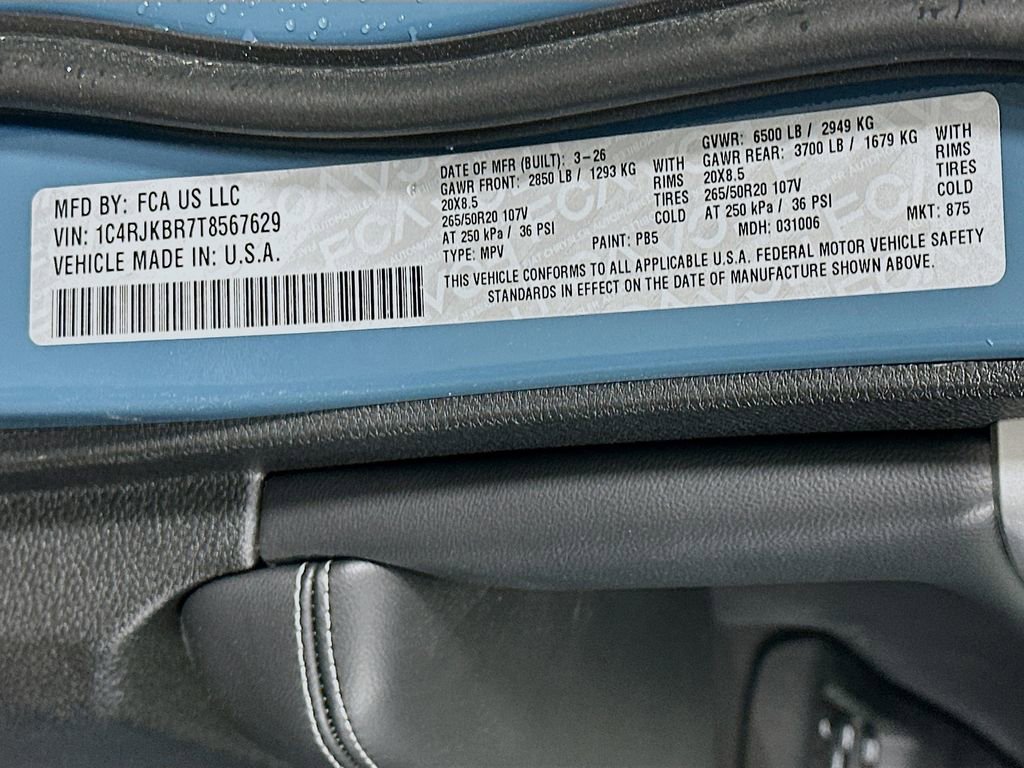 MFD BY: FCA US LLC
VIN: 1C4RJKBR7T8567629
VEHICLE MADE IN: U.S.A.
DATE OF MFR (BUILT): 3-26
GAWR FRONT: 2850 LB / 1293 KG WITH
20X8.5 RIMS
265/50R20 107V TIRES
AT 250 kPa / 36 PSI COLD
TYPE: MPV PAINT: PB5
GVWR: 6500 LB / 2949 KG
GAWR REAR: 3700 LB / 1679 KG WITH
20X8.5 RIMS
265/50R20 107V TIRES
AT 250 kPa / 36 PSI COLD
MDH: 031006 MKT: 875
THIS VEHICLE CONFORMS TO ALL APPLICABLE U.S.A. FEDERAL MOTOR VEHICLE SAFETY
STANDARDS IN EFFECT ON THE DATE OF MANUFACTURE SHOWN ABOVE.